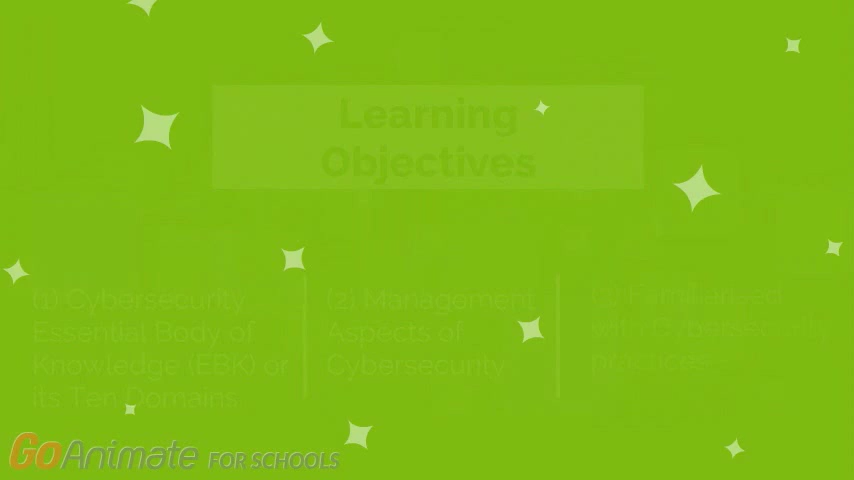 Learning
Objectives
(1) Cybersecurity
Essential Body of
Knowledge (EBK) or
its Ten Domains
(2) Management
Aspects of
Cybersecurity
(3) Familiarised
with Cybersecurity
practices
GoAnimate FOR SCHOOLS